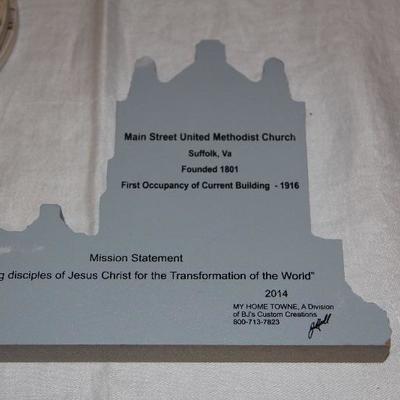 Main Street United Methodist Church
Suffolk, Va
Founded 1801
First Occupancy of Current Building - 1916
Mission Statement
g disciples of Jesus Christ for the Transformation of the World"
2014
MY HOME TOWNE, A Division
of BJ's Custom Creations
800-713-7823